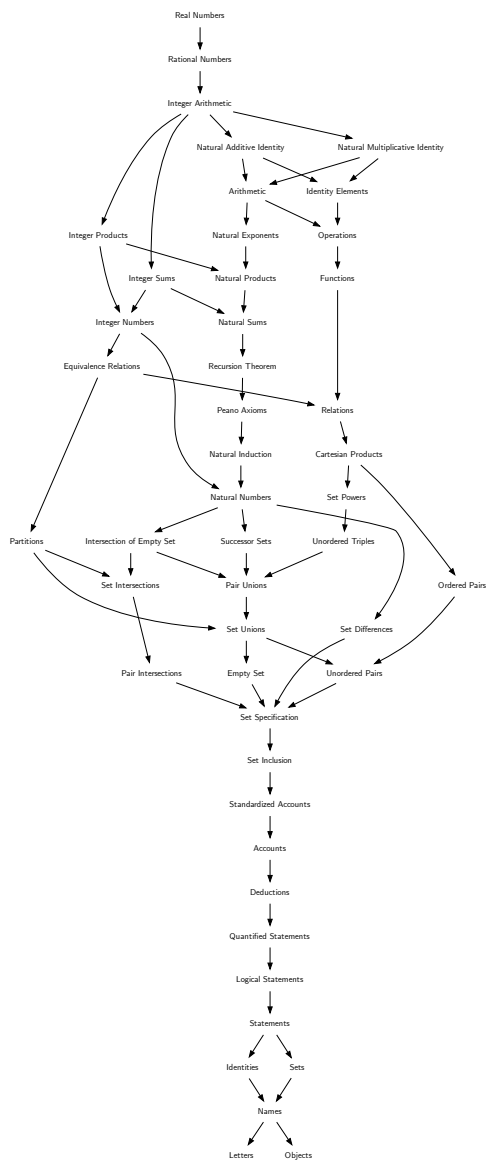 Real Numbers
Rational Numbers
Integer Arithmetic
Natural Additive Identity
Natural Multiplicative Identity
Arithmetic
Identity Elements
Integer Products
Natural Exponents
Operations
Integer Sums
Natural Products
Functions
Integer Numbers
Natural Sums
Equivalence Relations
Recursion Theorem
Peano Axioms
Relations
Natural Induction
Cartesian Products
Natural Numbers
Set Powers
Partitions
Intersection of Empty Set
Successor Sets
Unordered Triples
Set Intersections
Pair Unions
Ordered Pairs
Set Unions
Set Differences
Pair Intersections
Empty Set
Unordered Pairs
Set Specification
Set Inclusion
Standardized Accounts
Accounts
Deductions
Quantified Statements
Logical Statements
Statements
Identities
Sets
Names
Letters
Objects